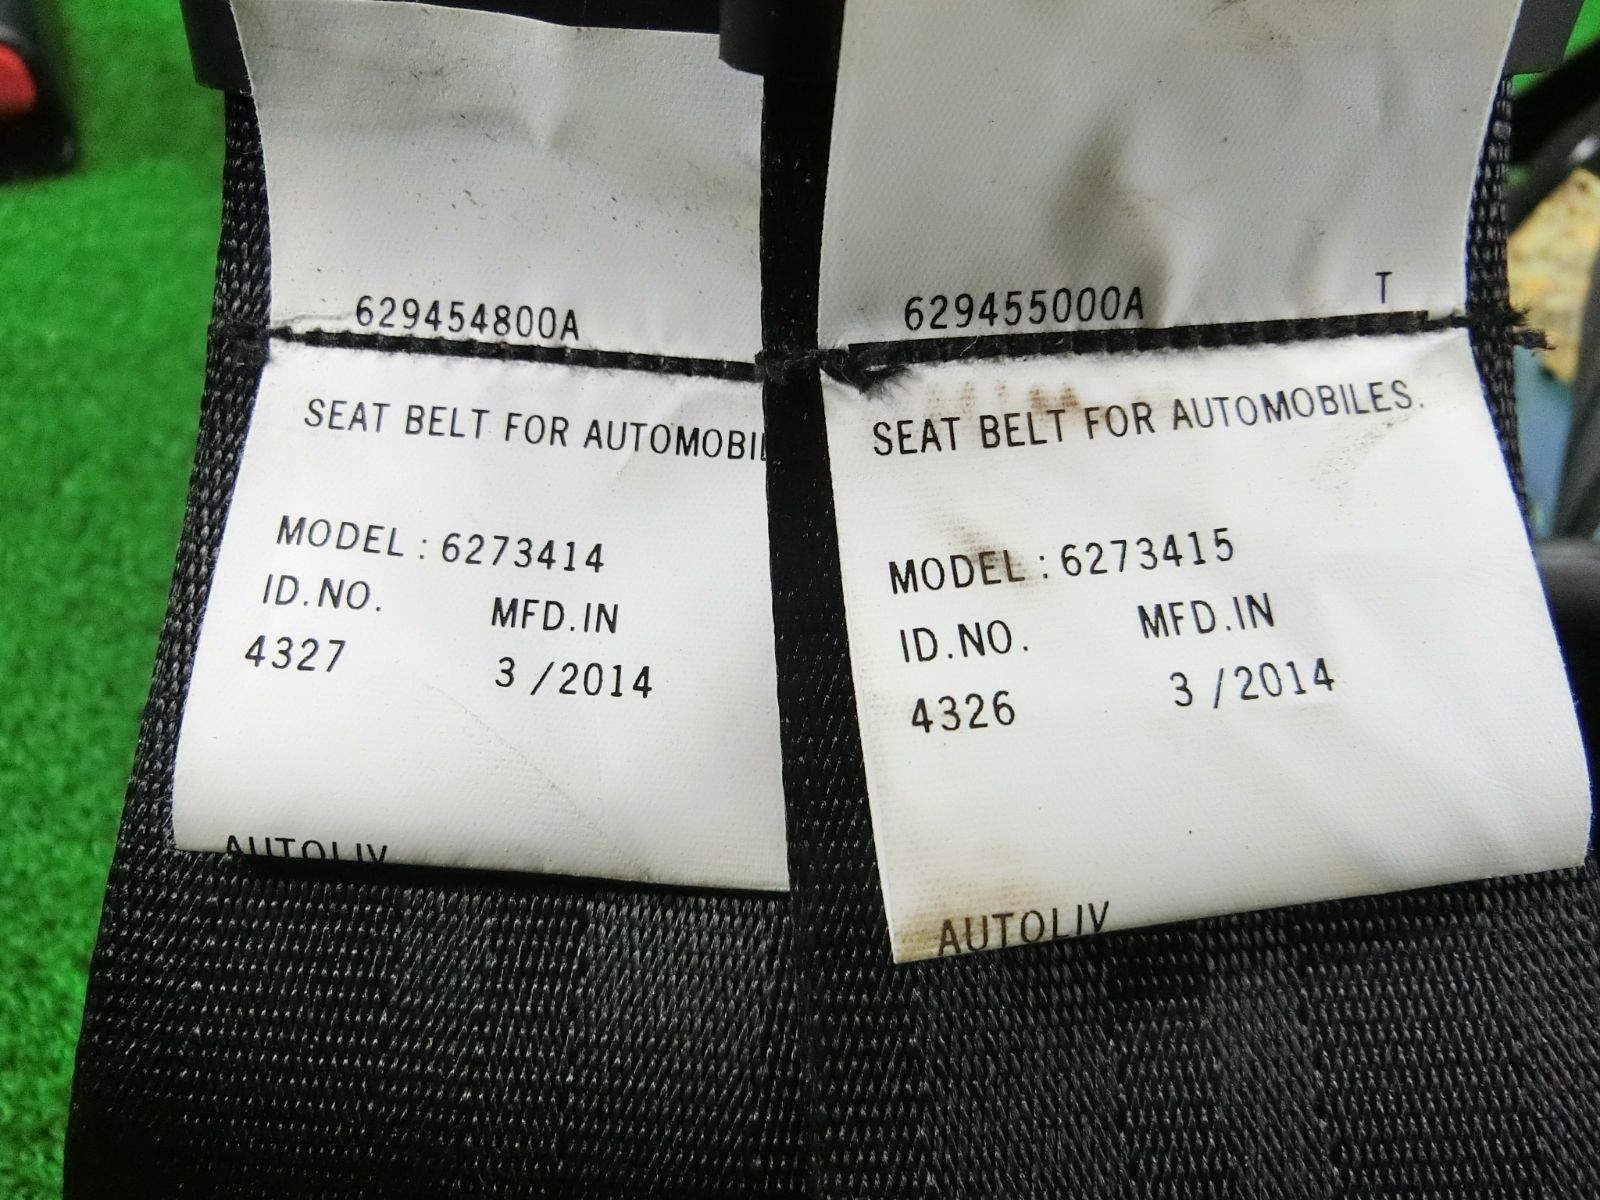 629454800A
SEAT BELT FOR AUTOMOBIL
MODEL : 6273414
ID.NO. MFD.IN
4327 3 /2014
AUTOLIV
629455000A T
SEAT BELT FOR AUTOMOBILES.
MODEL : 6273415
ID.NO. MFD.IN
4326 3 /2014
AUTOLIV